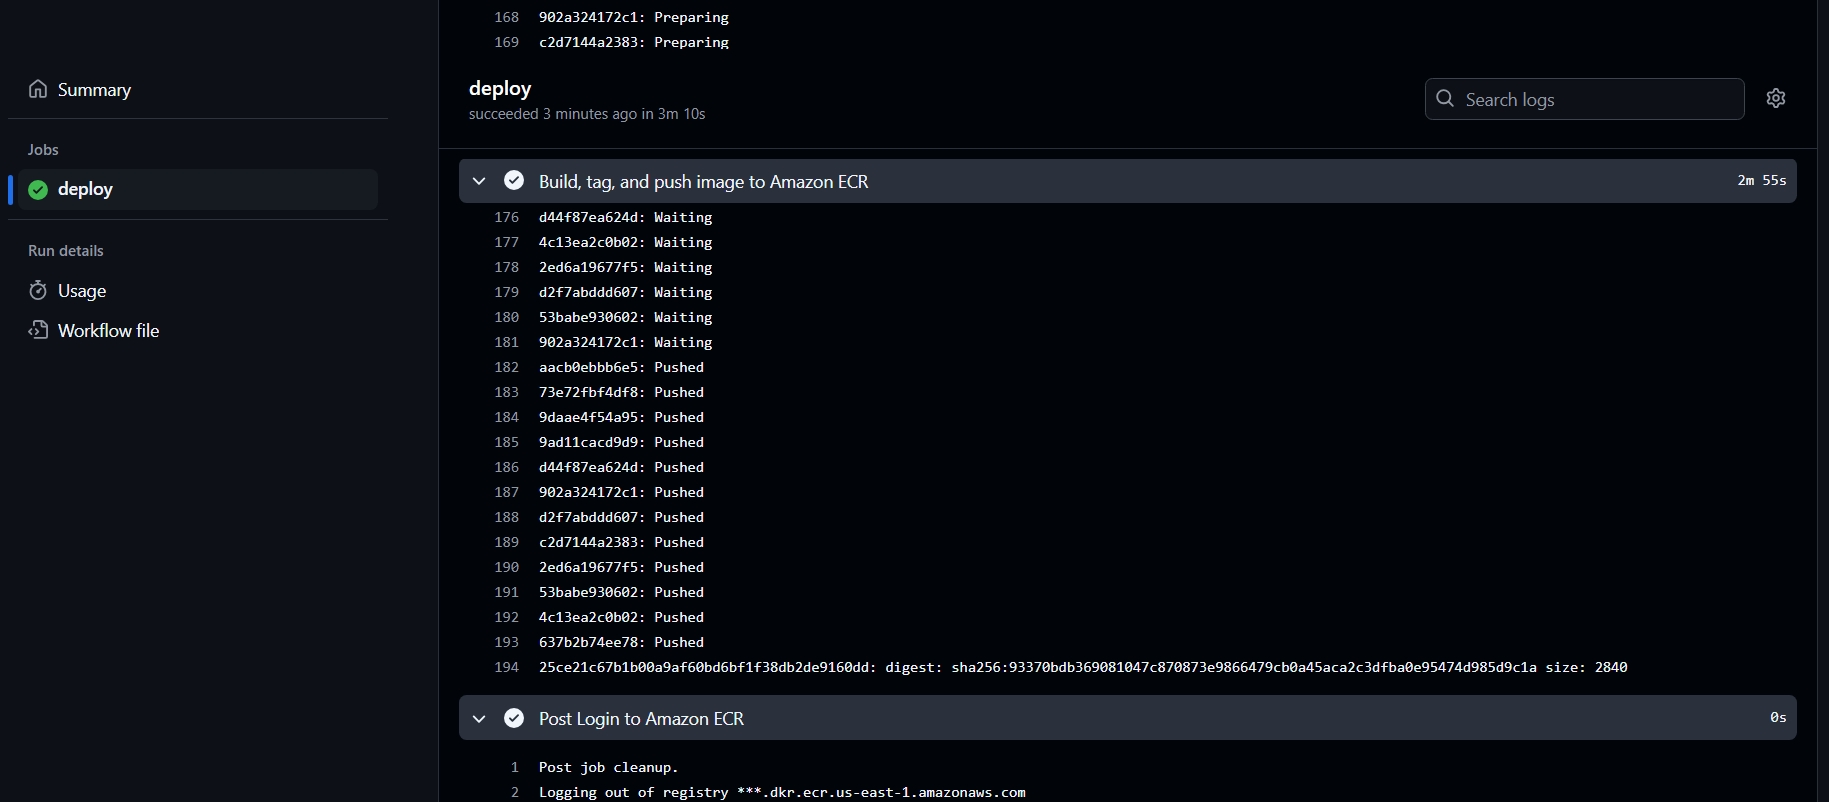 Summary
Jobs
deploy
Run details
Usage
Workflow file
168 902a324172c1: Preparing
169 c2d7144a2383: Preparing
deploy
succeeded 3 minutes ago in 3m 10s
Search logs
Build, tag, and push image to Amazon ECR 2m 55s
176 d44f87ea624d: Waiting
177 4c13ea2c0b02: Waiting
178 2ed6a19677f5: Waiting
179 d2f7abddd607: Waiting
180 53babe930602: Waiting
181 902a324172c1: Waiting
182 aacb0ebbb6e5: Pushed
183 73e72fbf4df8: Pushed
184 9daae4f54a95: Pushed
185 9ad11cacd9d9: Pushed
186 d44f87ea624d: Pushed
187 902a324172c1: Pushed
188 d2f7abddd607: Pushed
189 c2d7144a2383: Pushed
190 2ed6a19677f5: Pushed
191 53babe930602: Pushed
192 4c13ea2c0b02: Pushed
193 637b2b74ee78: Pushed
194 25ce21c67b1b00a9af60bd6bf1f38db2de9160dd: digest: sha256:93370bdb369081047c870873e9866479cb0a45aca2c3dfba0e95474d985d9c1a size: 2840
Post Login to Amazon ECR 0s
1 Post job cleanup.
2 Logging out of registry ***.dkr.ecr.us-east-1.amazonaws.com